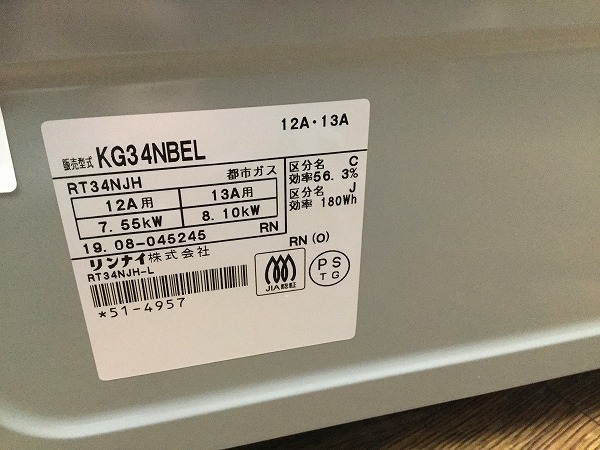 12A・13A
販売型式 KG34NBEL
RT34NJH 都市ガス
12A用 13A用
7.55kW 8.10kW
19.08-045245 RN
区分名 C
効率56.3%
区分名 J
効率 180Wh
リンナイ株式会社
RN(O)
RT34NJH-L
*51-4957
JIA認証
PS
TG